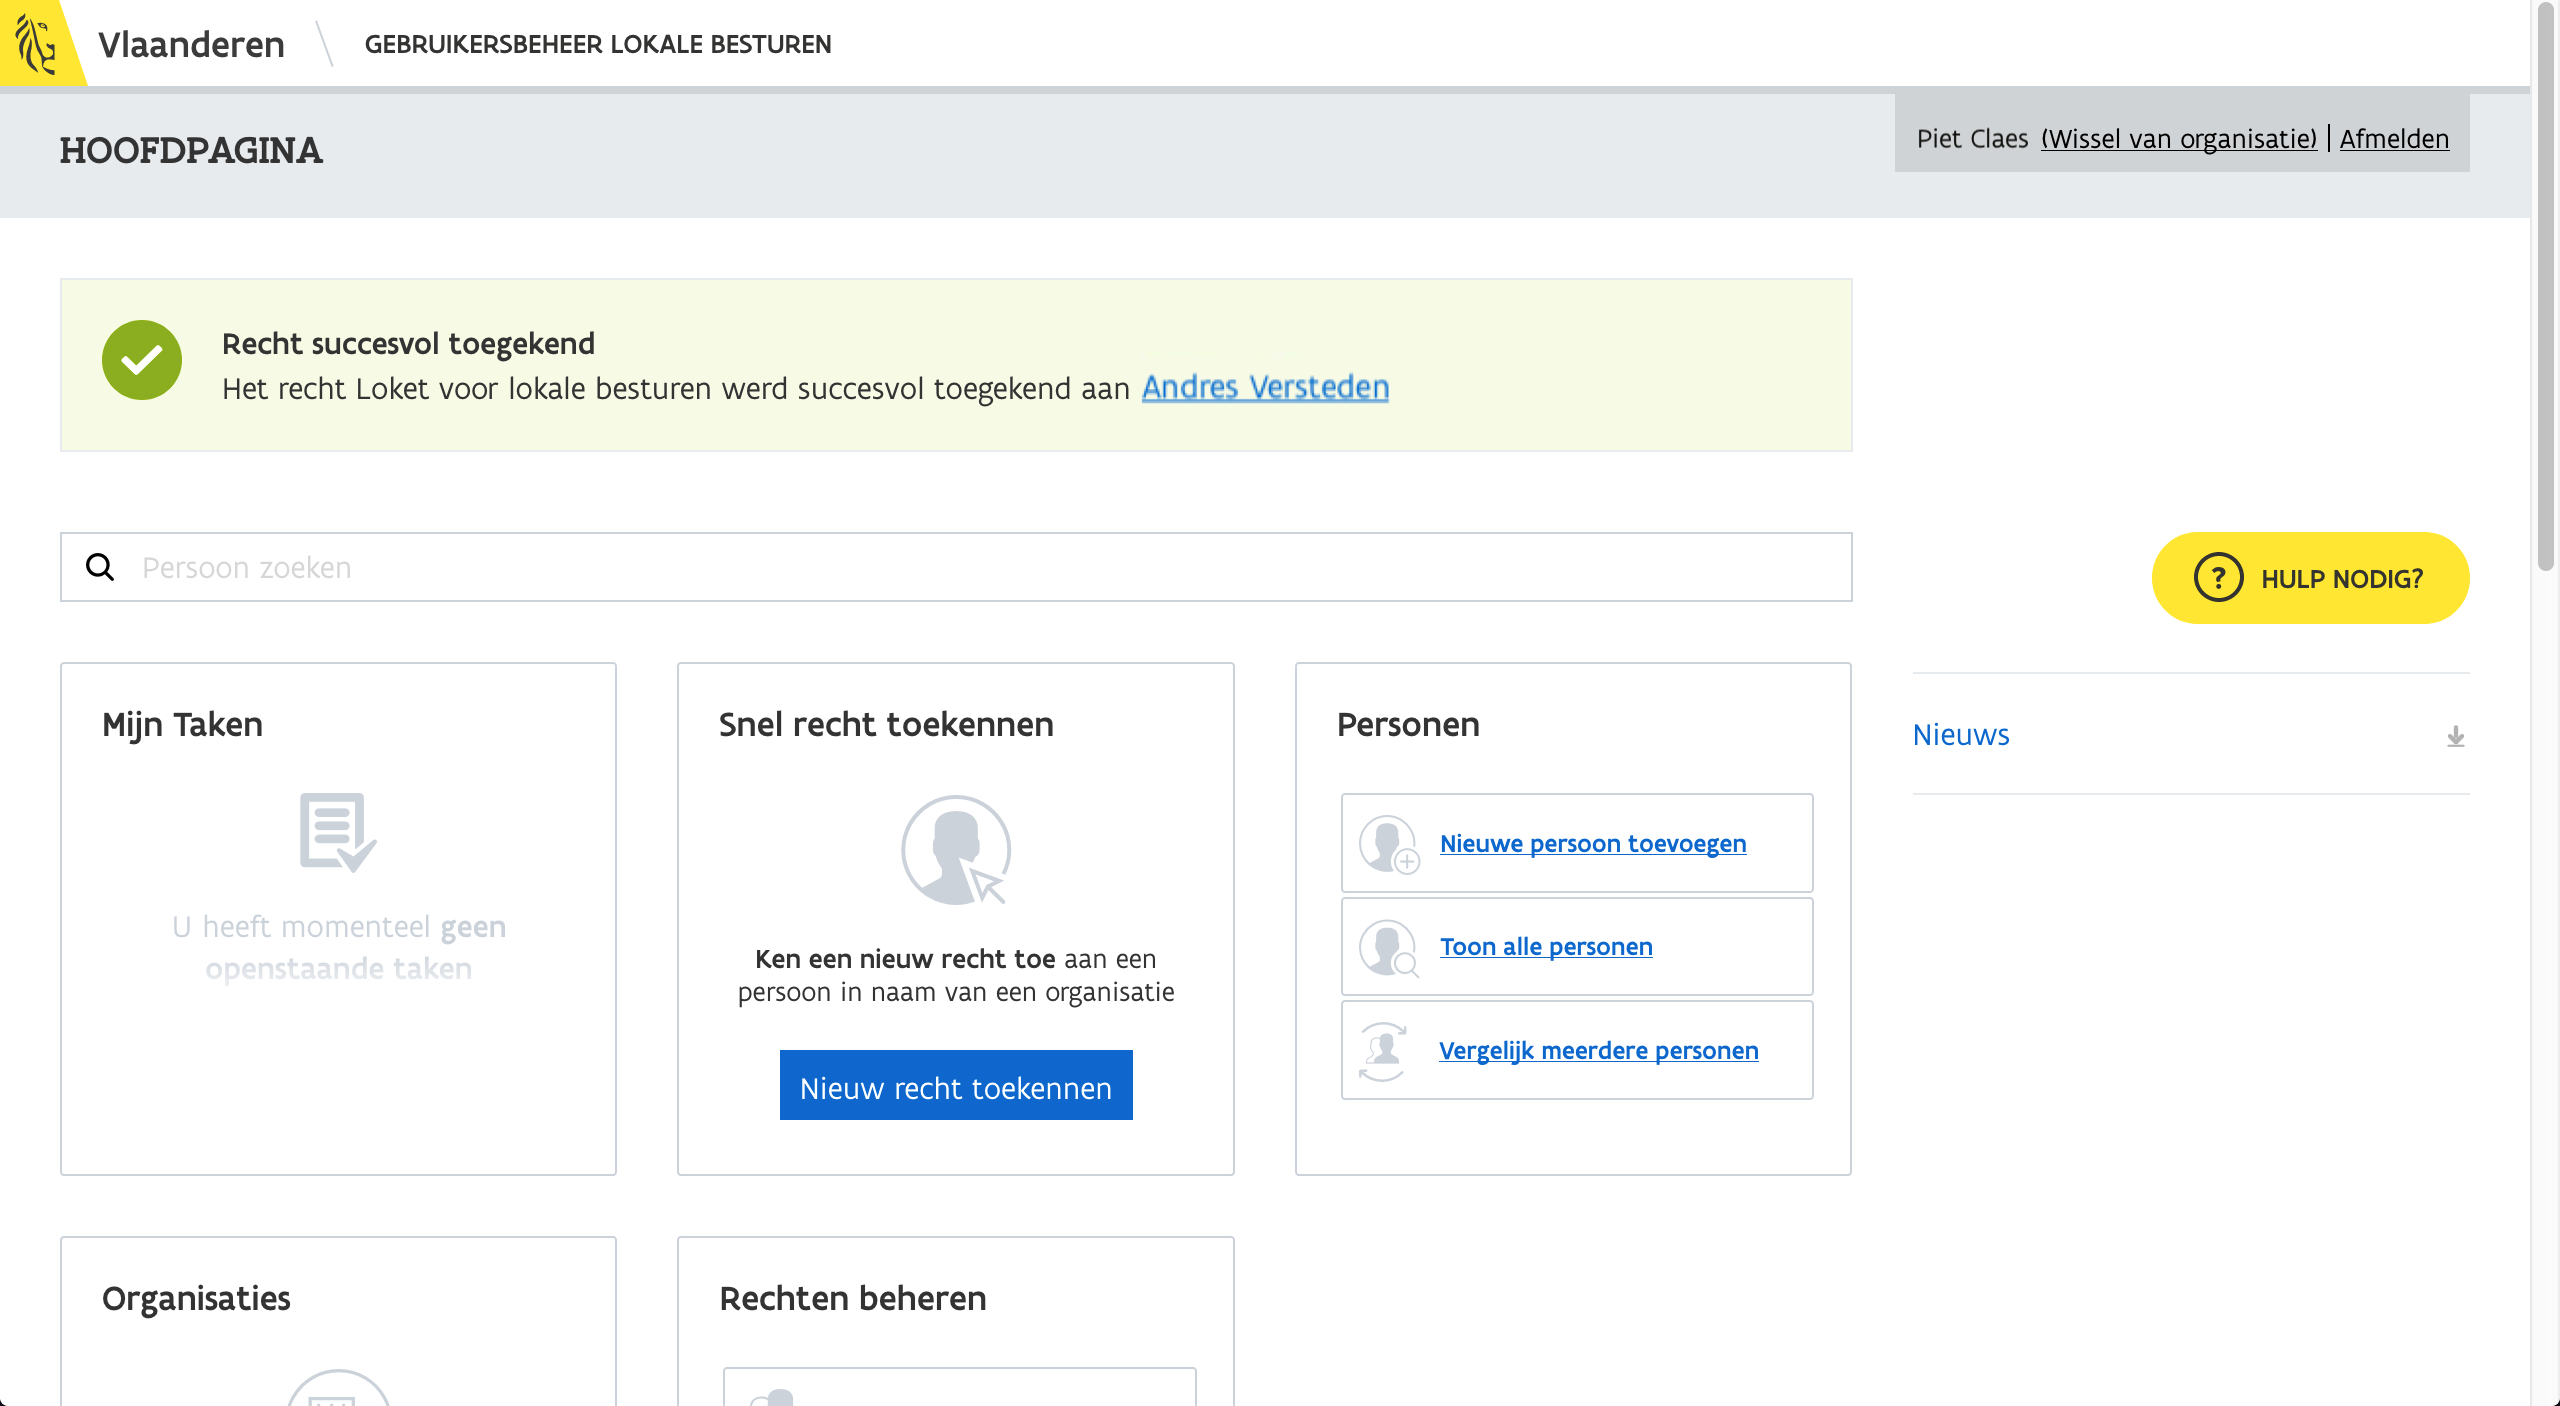 Vlaanderen
GEBRUIKERSBEHEER LOKALE BESTUREN
HOOFDPAGINA
Piet Claes (Wissel van organisatie) | Afmelden
Recht succesvol toegekend
Het recht Loket voor lokale besturen werd succesvol toegekend aan Andres Versteden
Persoon zoeken
? HULP NODIG?
Mijn Taken
U heeft momenteel geen
openstaande taken
Snel recht toekennen
Ken een nieuw recht toe aan een
persoon in naam van een organisatie
Nieuw recht toekennen
Personen
Nieuwe persoon toevoegen
Toon alle personen
Vergelijk meerdere personen
Nieuws
Organisaties
Rechten beheren